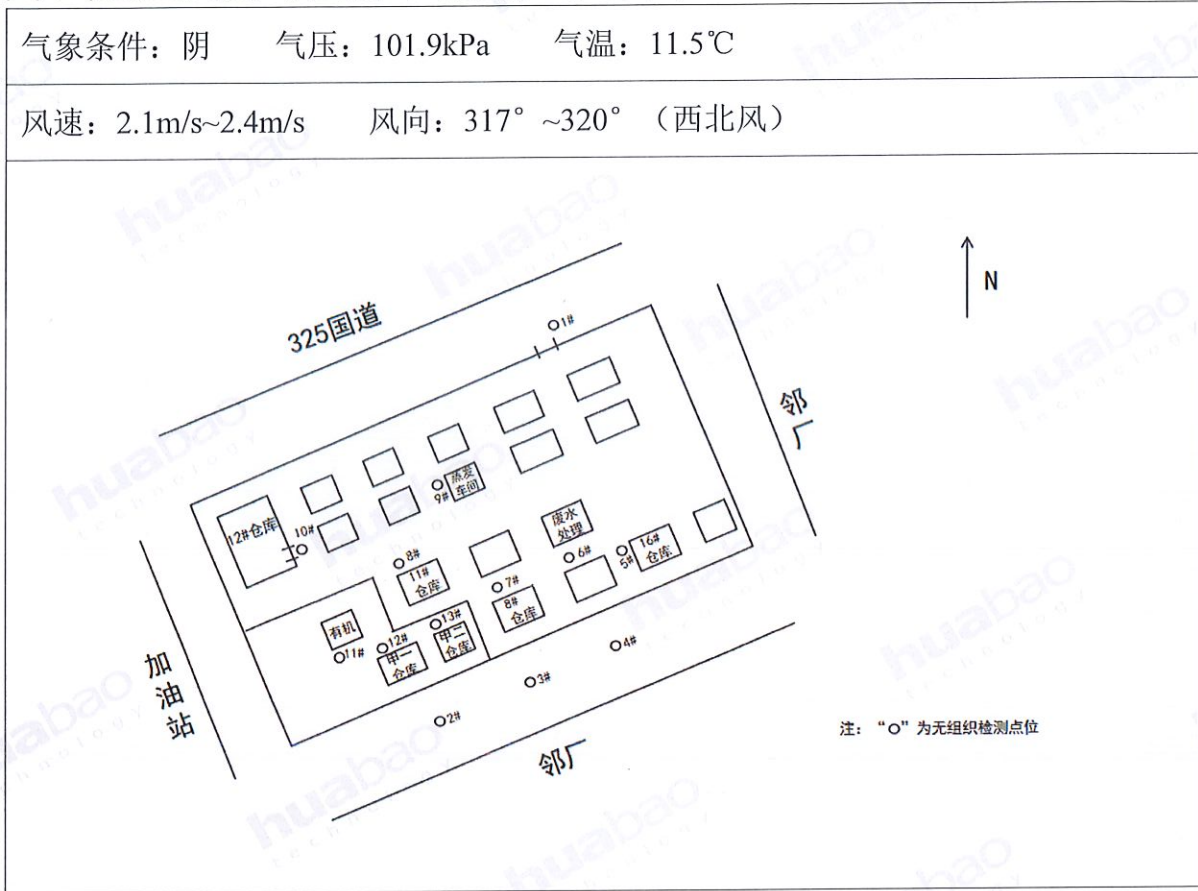 气象条件：阴 气压：101.9kPa 气温：11.5℃
风速：2.1m/s~2.4m/s 风向：317°~320°（西北风）
N
325国道
1#
邻厂
蒸发
车间
9#
12#仓库
10#
废水
处理
8#
11#
仓库
6#
5#
16#
仓库
7#
8#
仓库
有机
11#
12#
甲一
仓库
13#
甲二
仓库
4#
3#
2#
加油站
邻厂
注：“O”为无组织检测点位
huabao
technology